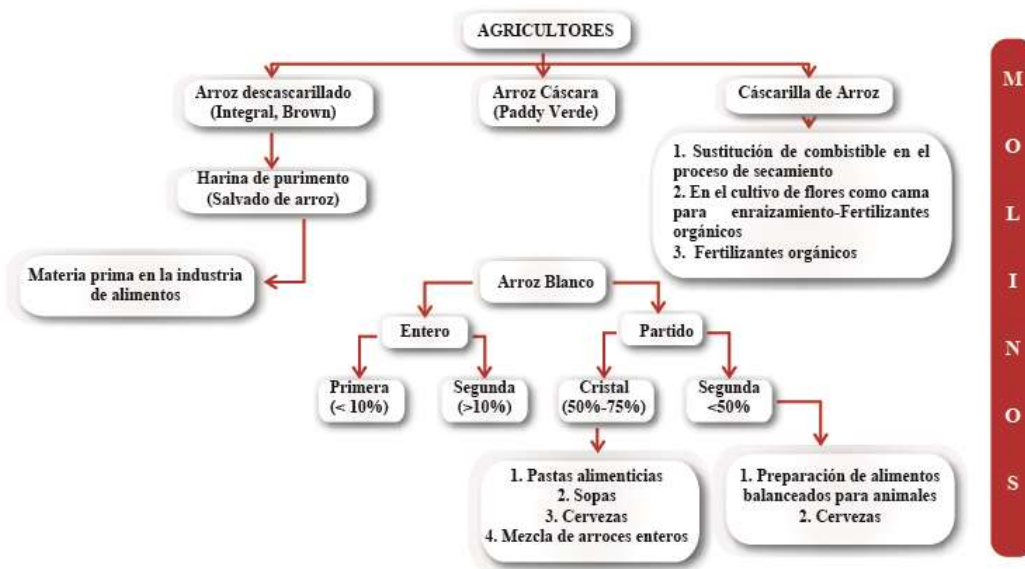 AGRICULTORES
Arroz descascarillado
(Integral, Brown)
Arroz Cáscara
(Paddy Verde)
Cáscarilla de Arroz
Harina de purimento
(Salvado de arroz)
1. Sustitución de combistible en el
proceso de secamiento
2. En el cultivo de flores como cama
para enraizamiento-Fertilizantes
orgánicos
3. Fertilizantes orgánicos
Materia prima en la industria
de alimentos
Arroz Blanco
Entero
Partido
Primera
(< 10%)
Segunda
(>10%)
Cristal
(50%-75%)
Segunda
<50%
1. Pastas alimenticias
2. Sopas
3. Cervezas
4. Mezcla de arroces enteros
1. Preparación de alimentos
balanceados para animales
2. Cervezas
MOLINOS